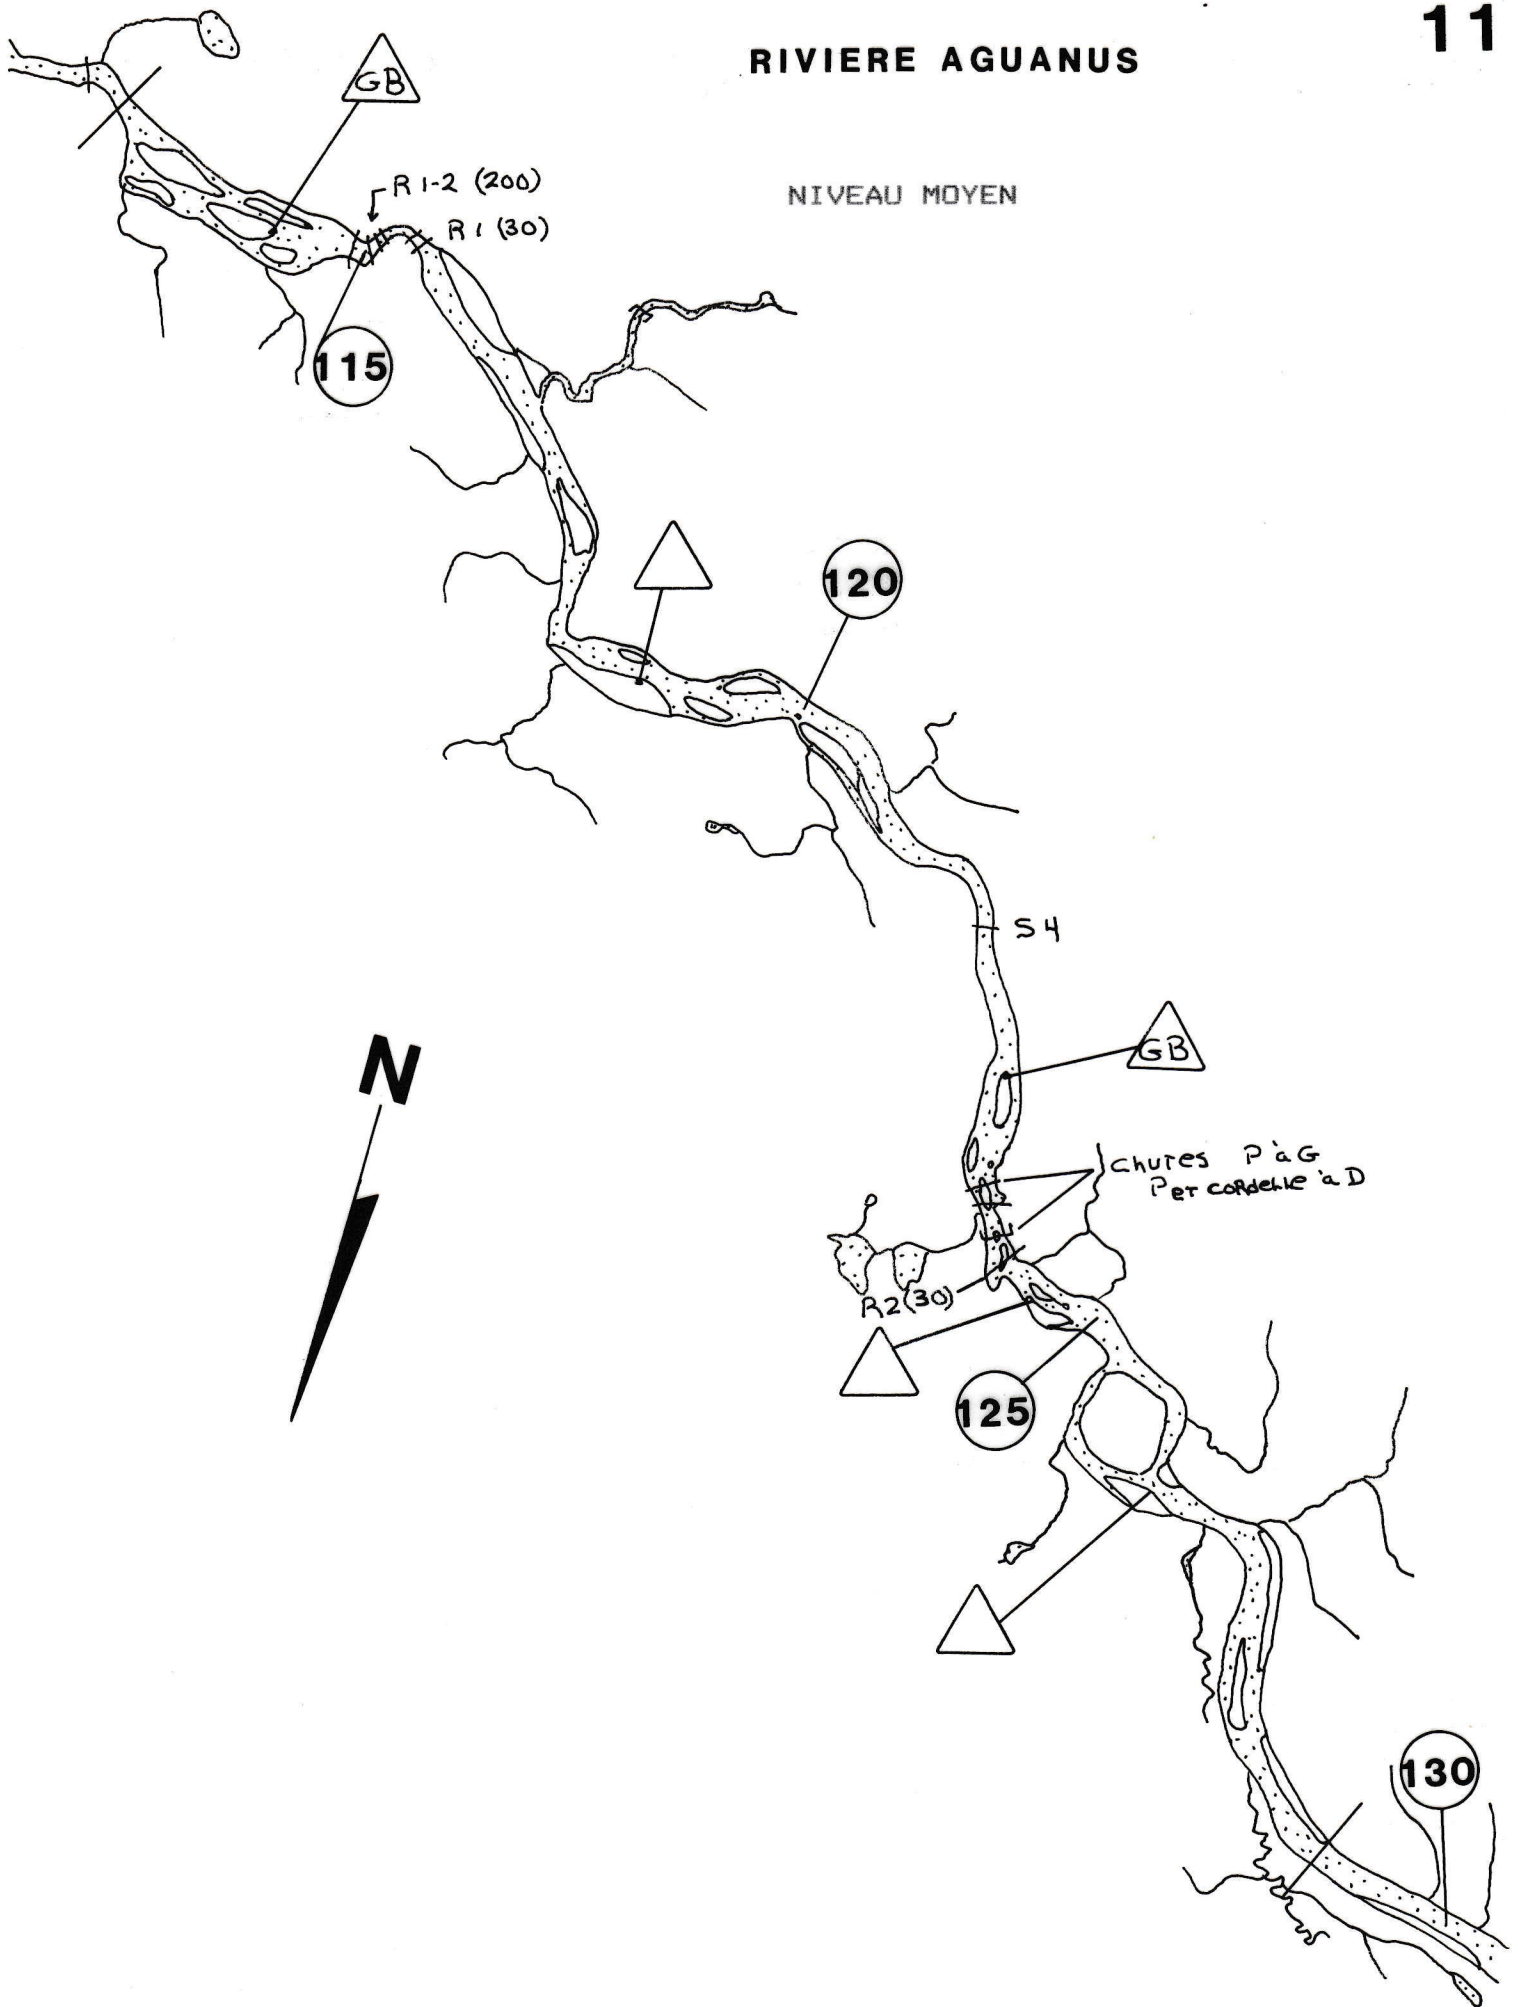 11
RIVIERE AGUANUS
GB
NIVEAU MOYEN
R 1-2 (200)
R 1 (30)
115
120
S 4
N
GB
chutes P à G
P et cordelle à D
R2 (30)
125
130